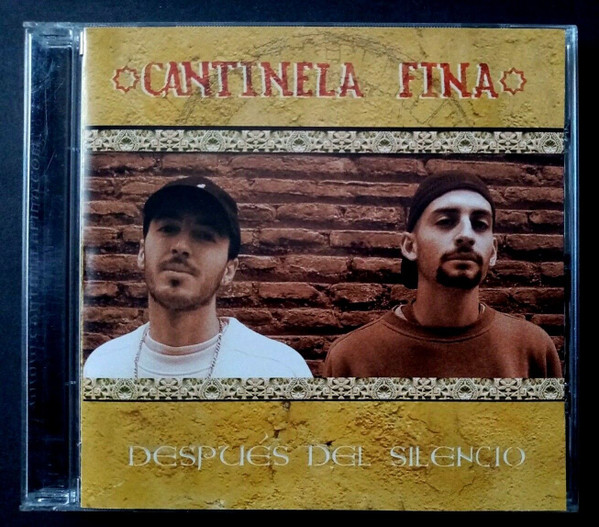 CANTINELA FINA
DESPUÉS DEL SILENCIO